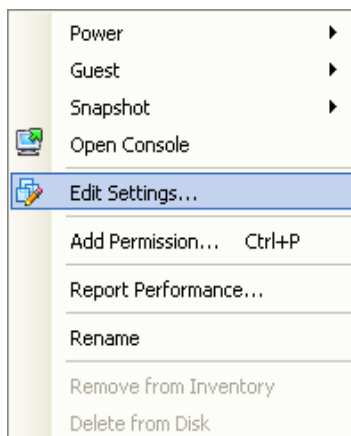 Power
Guest
Snapshot
Open Console
Edit Settings...
Add Permission... Ctrl+P
Report Performance...
Rename
Remove from Inventory
Delete from Disk